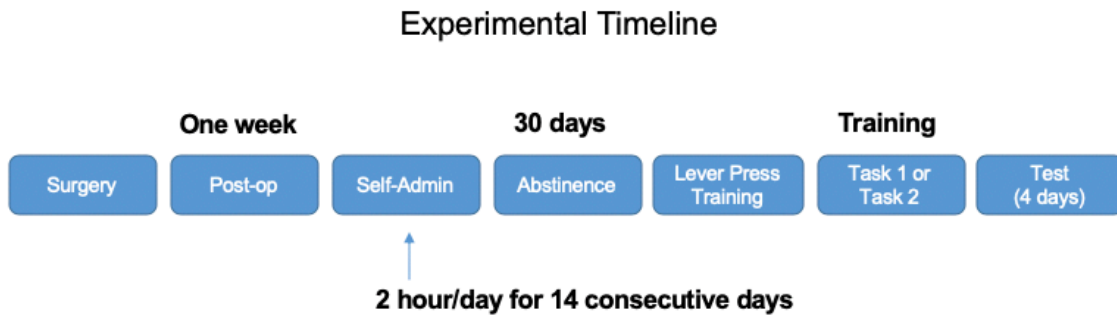 Experimental Timeline
One week
30 days
Training
Surgery
Post-op
Self-Admin
Abstinence
Lever Press
Training
Task 1 or
Task 2
Test
(4 days)
2 hour/day for 14 consecutive days